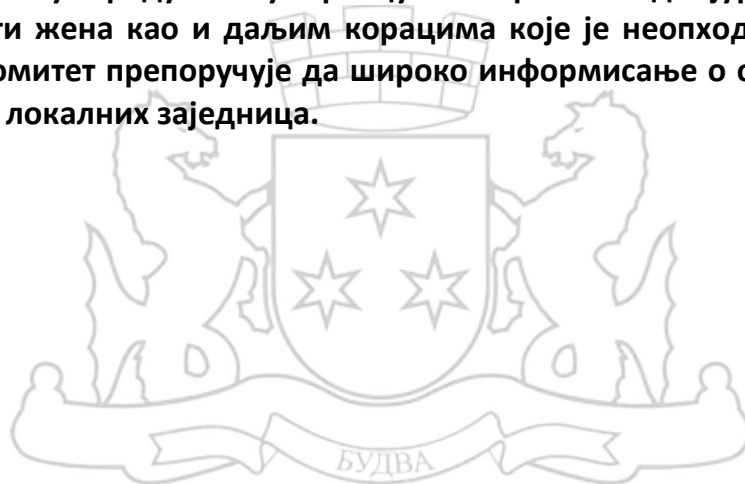 ти жена као и даљим корацима које је неопход
омитет препоручује да широко информисање о с
локалних заједница.
БУДВА